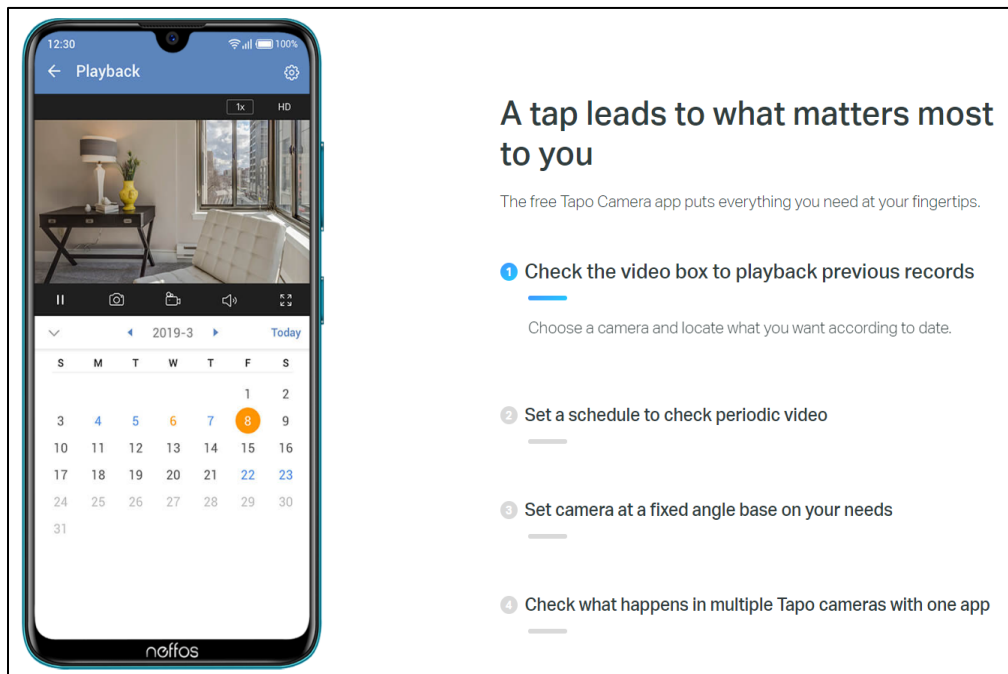 12:30
100%
Playback
1x HD
2019-3 Today
S M T W T F S
1 2
3 4 5 6 7 8 9
10 11 12 13 14 15 16
17 18 19 20 21 22 23
24 25 26 27 28 29 30
31
neffos
A tap leads to what matters most
to you
The free Tapo Camera app puts everything you need at your fingertips.
1 Check the video box to playback previous records
Choose a camera and locate what you want according to date.
2 Set a schedule to check periodic video
3 Set camera at a fixed angle base on your needs
4 Check what happens in multiple Tapo cameras with one app